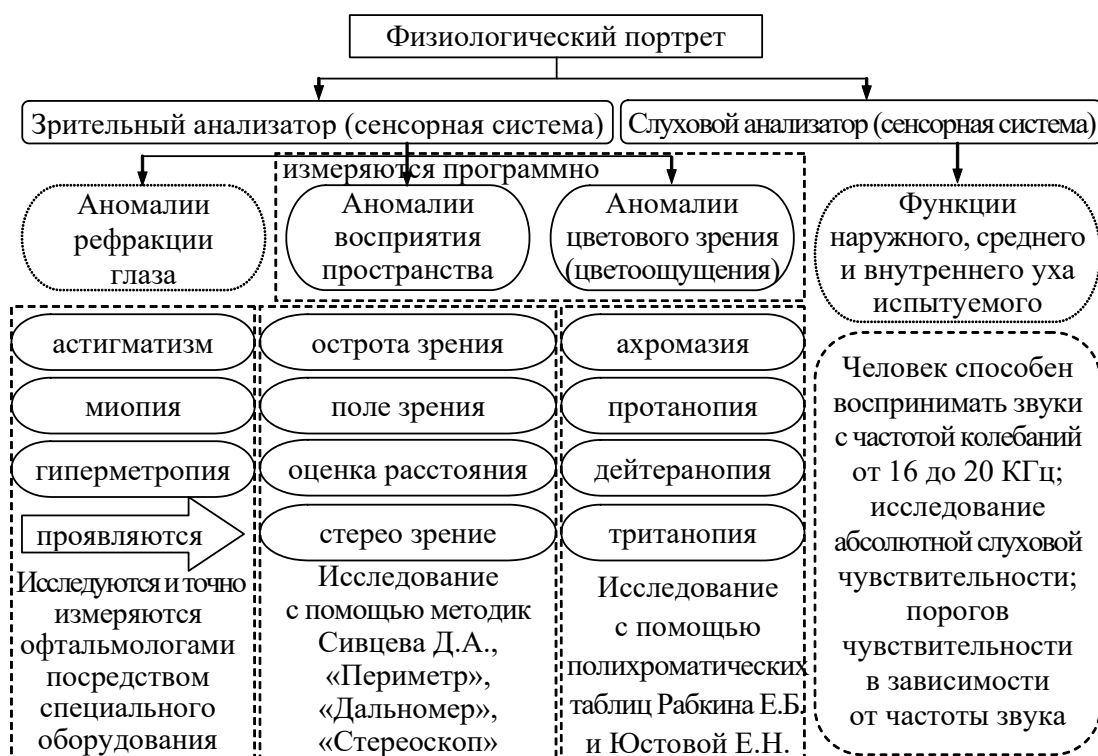 Физиологический портрет
Зрительный анализатор (сенсорная система)
Слуховой анализатор (сенсорная система)
измеряются программно
Аномалии
рефракции
глаза
Аномалии
восприятия
пространства
Аномалии
цветового зрения
(цветоощущения)
Функции
наружного, среднего
и внутреннего уха
испытуемого
астигматизм
миопия
гиперметропия
проявляются
Исследуются и точно
измеряются
офтальмологами
посредством
специального
оборудования
острота зрения
поле зрения
оценка расстояния
стерео зрение
Исследование
с помощью методик
Сивцева Д.А.,
«Периметр»,
«Дальномер»,
«Стереоскоп»
ахромазия
протанопия
дейтеранопия
тританопия
Исследование
с помощью
полихроматических
таблиц Рабкина Е.Б.
и Юстовой Е.Н.
Человек способен
воспринимать звуки
с частотой колебаний
от 16 до 20 КГц;
исследование
абсолютной слуховой
чувствительности;
порогов
чувствительности
в зависимости
от частоты звука